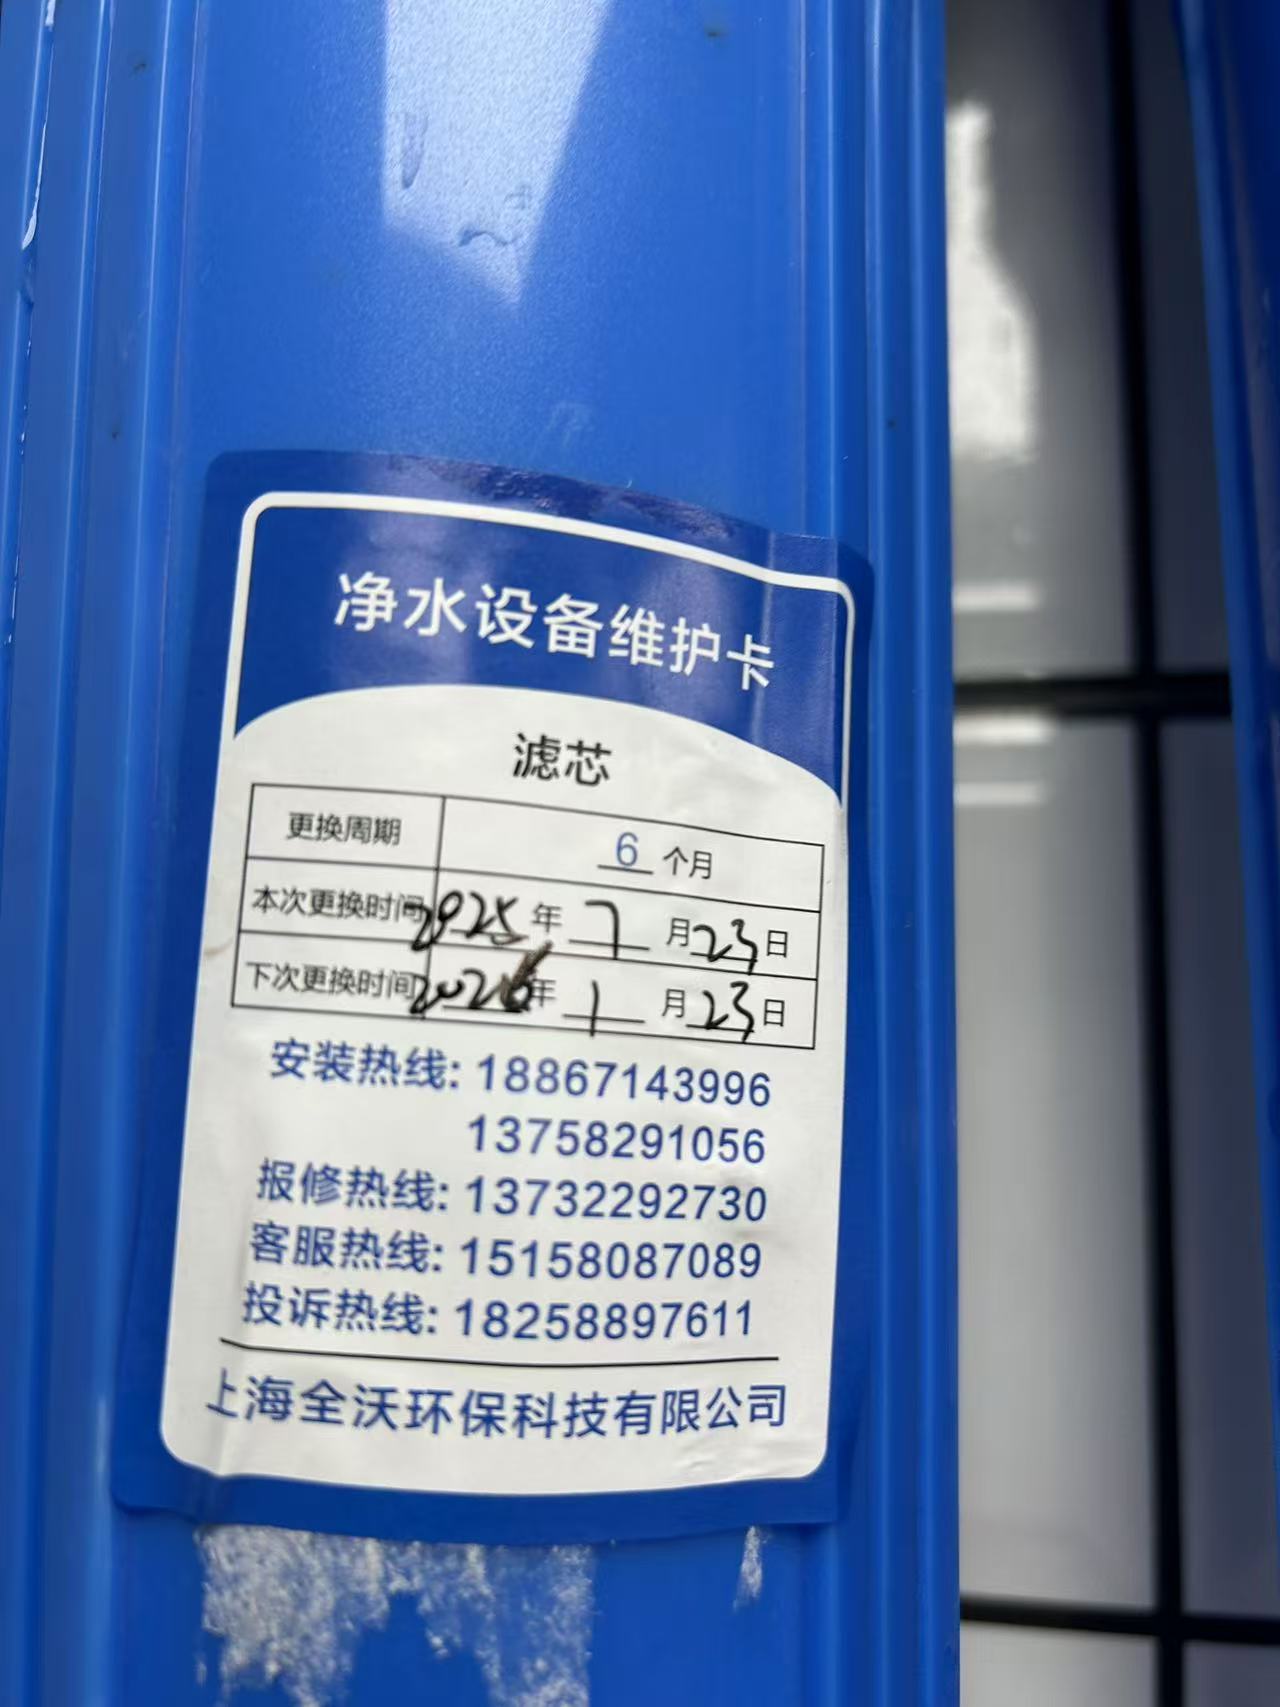 净水设备维护卡
滤芯
更换周期 6 个月
本次更换时间 2025 年 7 月 23 日
下次更换时间 2026 年 1 月 23 日
安装热线: 18867143996
13758291056
报修热线: 13732292730
客服热线: 15158087089
投诉热线: 18258897611
上海全沃环保科技有限公司